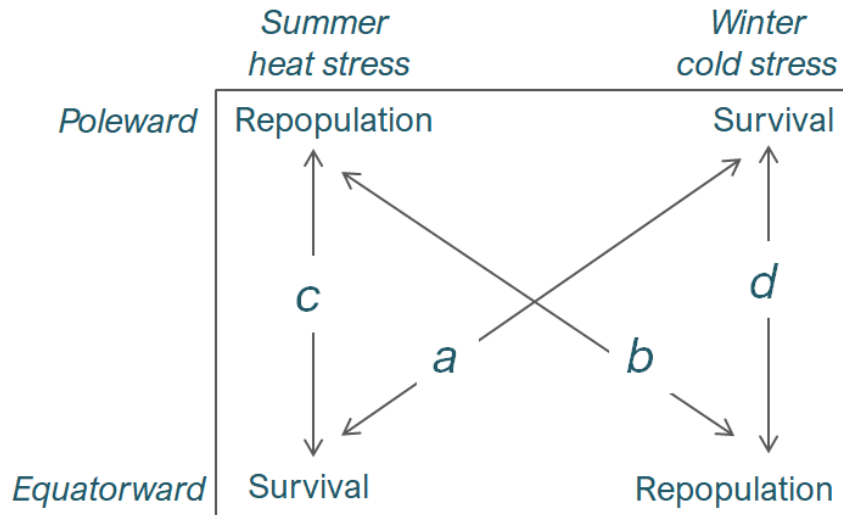 Summer
heat stress
Winter
cold stress
Poleward
Repopulation
Survival
c
d
a
b
Equatorward
Survival
Repopulation